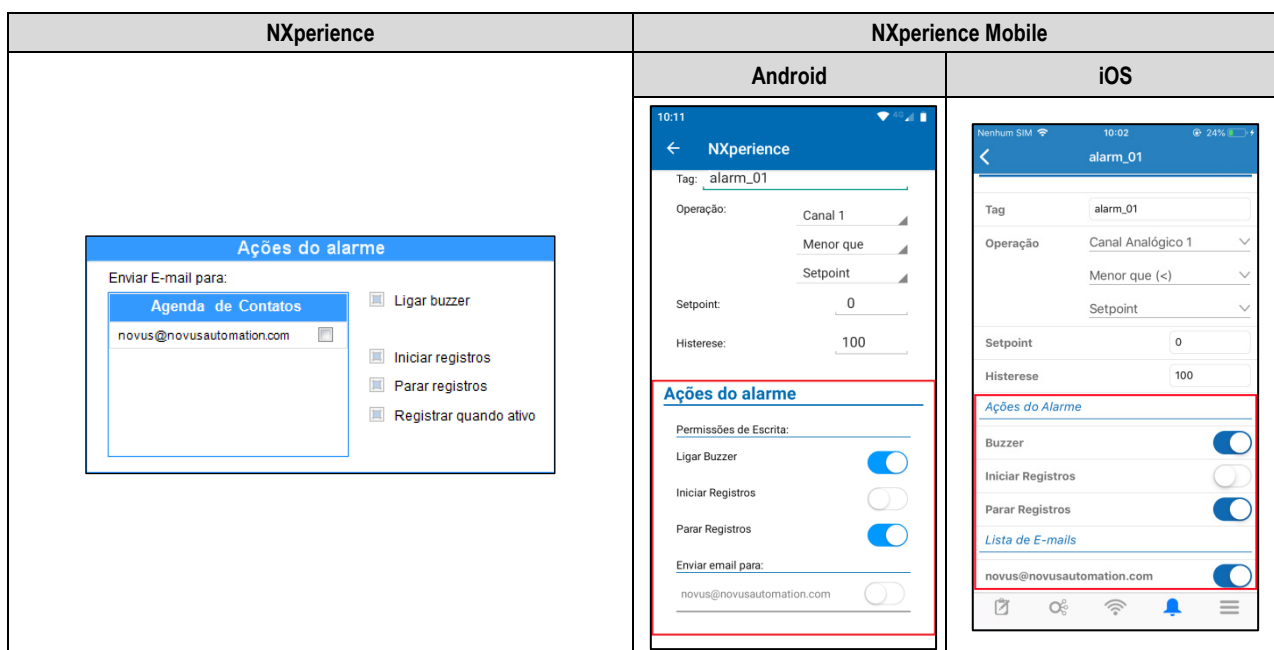 NXperience
NXperience Mobile
Android
iOS
Ações do alarme
Enviar E-mail para:
Agenda de Contatos
novus@novusautomation.com
Ligar buzzer
Iniciar registros
Parar registros
Registrar quando ativo
10:11
4G
NXperience
Tag: alarm_01
Operação:
Canal 1
Menor que
Setpoint
Setpoint: 0
Histerese: 100
Ações do alarme
Permissões de Escrita:
Ligar Buzzer
Iniciar Registros
Parar Registros
Enviar email para:
novus@novusautomation.com
Nenhum SIM 10:02 24%
alarm_01
Tag alarm_01
Operação Canal Analógico 1
Menor que (<)
Setpoint
Setpoint 0
Histerese 100
Ações do Alarme
Buzzer
Iniciar Registros
Parar Registros
Lista de E-mails
novus@novusautomation.com